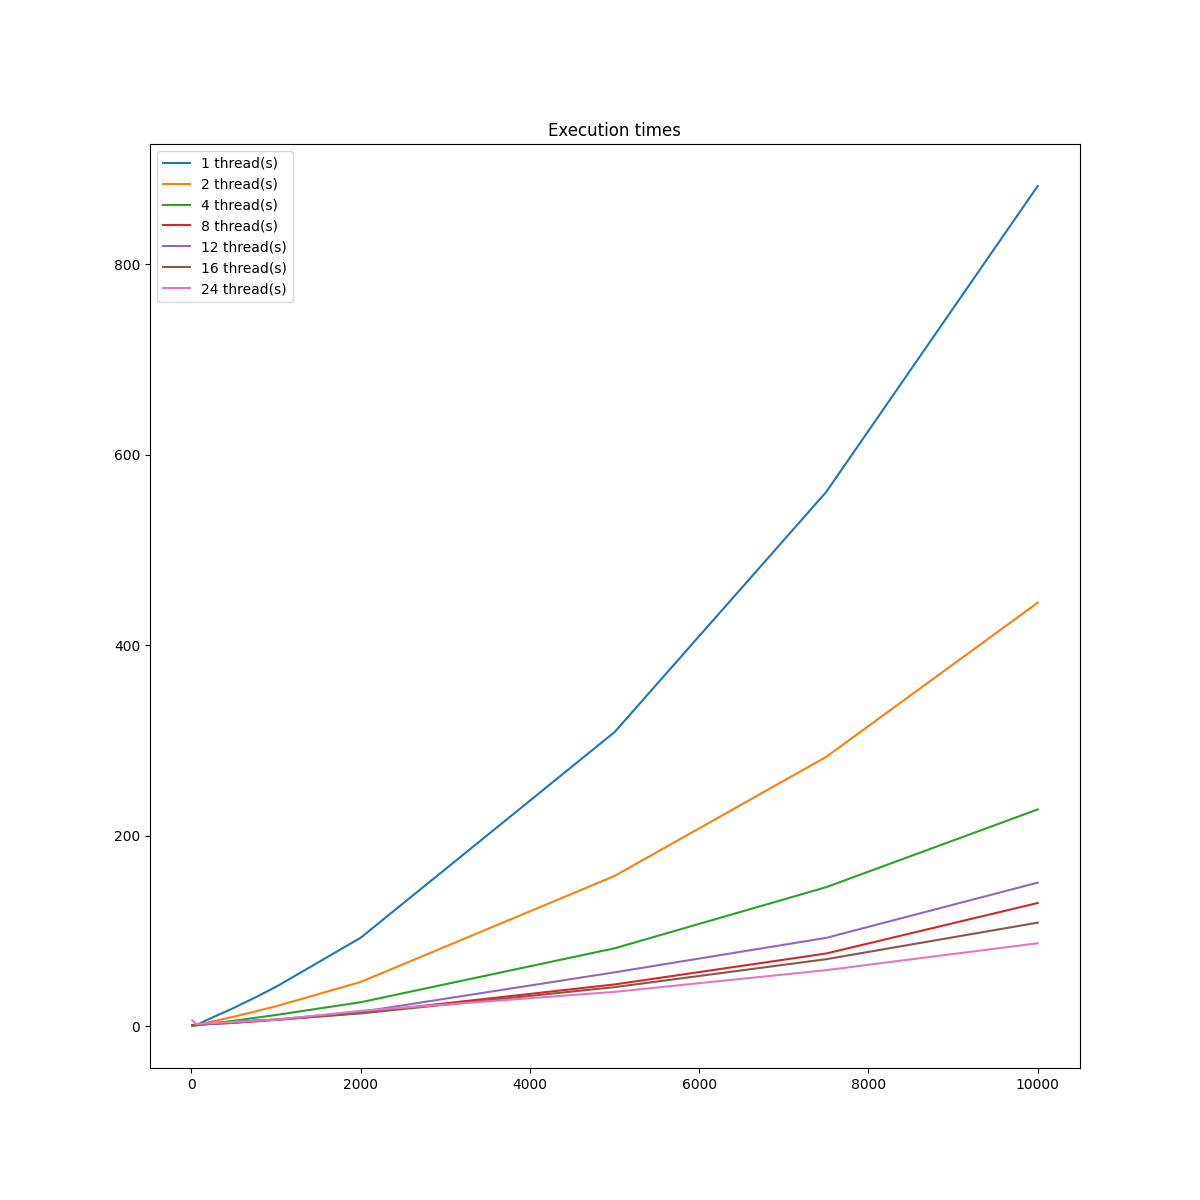 Execution times
1 thread(s)
2 thread(s)
4 thread(s)
8 thread(s)
12 thread(s)
16 thread(s)
24 thread(s)
800
600
400
200
0
0 2000 4000 6000 8000 10000